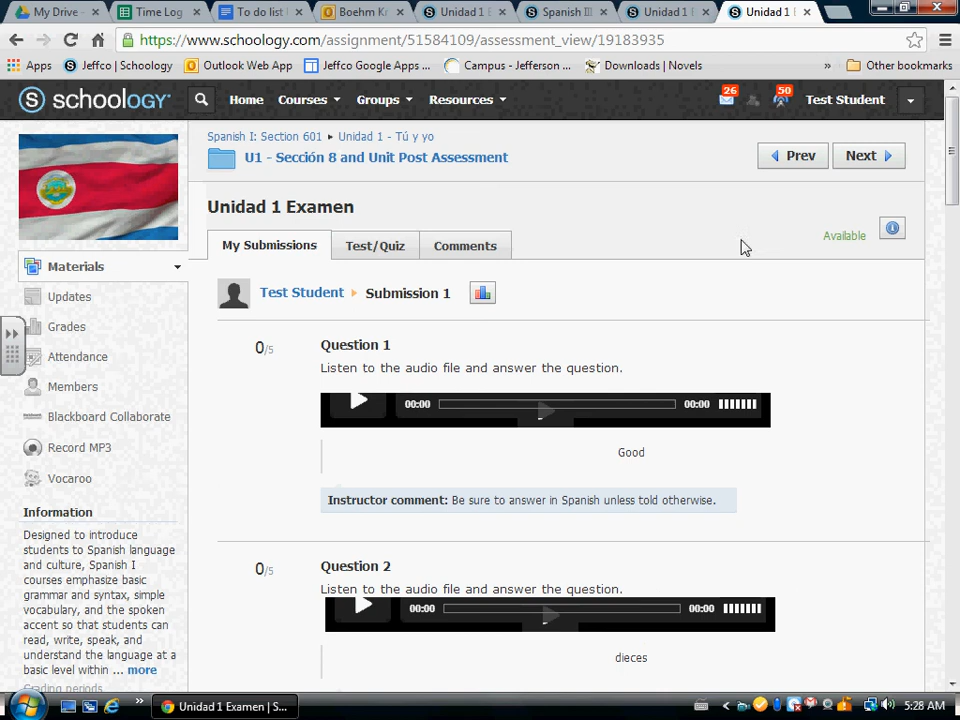 My Drive -
Time Log
To do list
Boehm Kr
Unidad 1 E
Spanish III
Unidad 1 E
Unidad 1 E
https://www.schoology.com/assignment/51584109/assessment_view/19183935
Apps
Jeffco | Schoology
Outlook Web App
Jeffco Google Apps ...
Campus - Jefferson ...
Downloads | Novels
»
Other bookmarks
S schoology
Home
Courses
Groups
Resources
26
50
Test Student
Spanish I: Section 601 ▸ Unidad 1 - Tú y yo
U1 - Sección 8 and Unit Post Assessment
Prev
Next
Unidad 1 Examen
Available
My Submissions
Test/Quiz
Comments
Materials
Updates
Grades
Attendance
Members
Blackboard Collaborate
Record MP3
Vocaroo
Information
Designed to introduce
students to Spanish language
and culture, Spanish I
courses emphasize basic
grammar and syntax, simple
vocabulary, and the spoken
accent so that students can
read, write, speak, and
understand the language at a
basic level within ... more
Grading periods
Test Student ▸ Submission 1
0/5
Question 1
Listen to the audio file and answer the question.
00:00
00:00
Good
Instructor comment: Be sure to answer in Spanish unless told otherwise.
0/5
Question 2
Listen to the audio file and answer the question.
00:00
00:00
dieces
»
Unidad 1 Examen | S...
5:28 AM